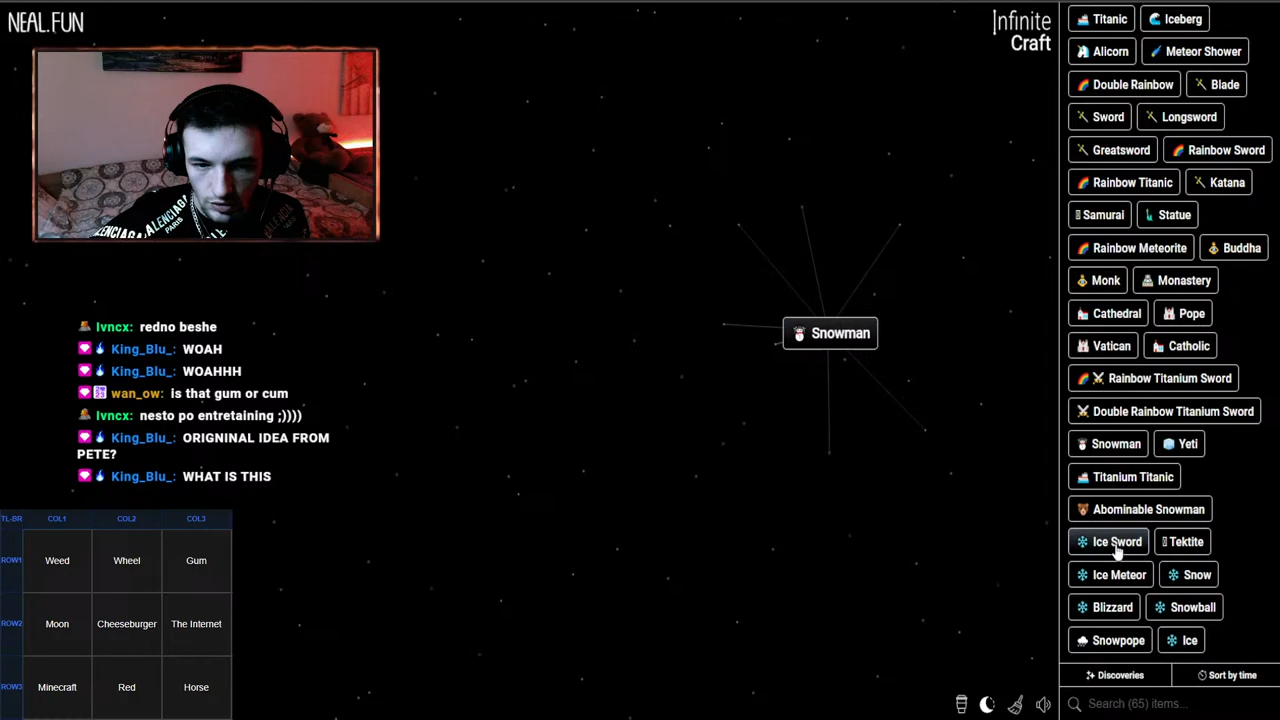 NEAL.FUN
Infinite
Craft
BALENCIAGA
PARIS
BALENCIAGA
lvncx: redno beshe
King_Blu_: WOAH
King_Blu_: WOAHHH
wan_ow: is that gum or cum
lvncx: nesto po entretaining ;))))
King_Blu_: ORIGNINAL IDEA FROM
PETE?
King_Blu_: WHAT IS THIS
TL-BR COL1 COL2 COL3
ROW1 Weed Wheel Gum
ROW2 Moon Cheeseburger The Internet
ROW3 Minecraft Red Horse
Snowman
Titanic Iceberg
Alicorn Meteor Shower
Double Rainbow Blade
Sword Longsword
Greatsword Rainbow Sword
Rainbow Titanic Katana
Samurai Statue
Rainbow Meteorite Buddha
Monk Monastery
Cathedral Pope
Vatican Catholic
Rainbow Titanium Sword
Double Rainbow Titanium Sword
Snowman Yeti
Titanium Titanic
Abominable Snowman
Ice Sword Tektite
Ice Meteor Snow
Blizzard Snowball
Snowpope Ice
Discoveries Sort by time
Search (65) items...